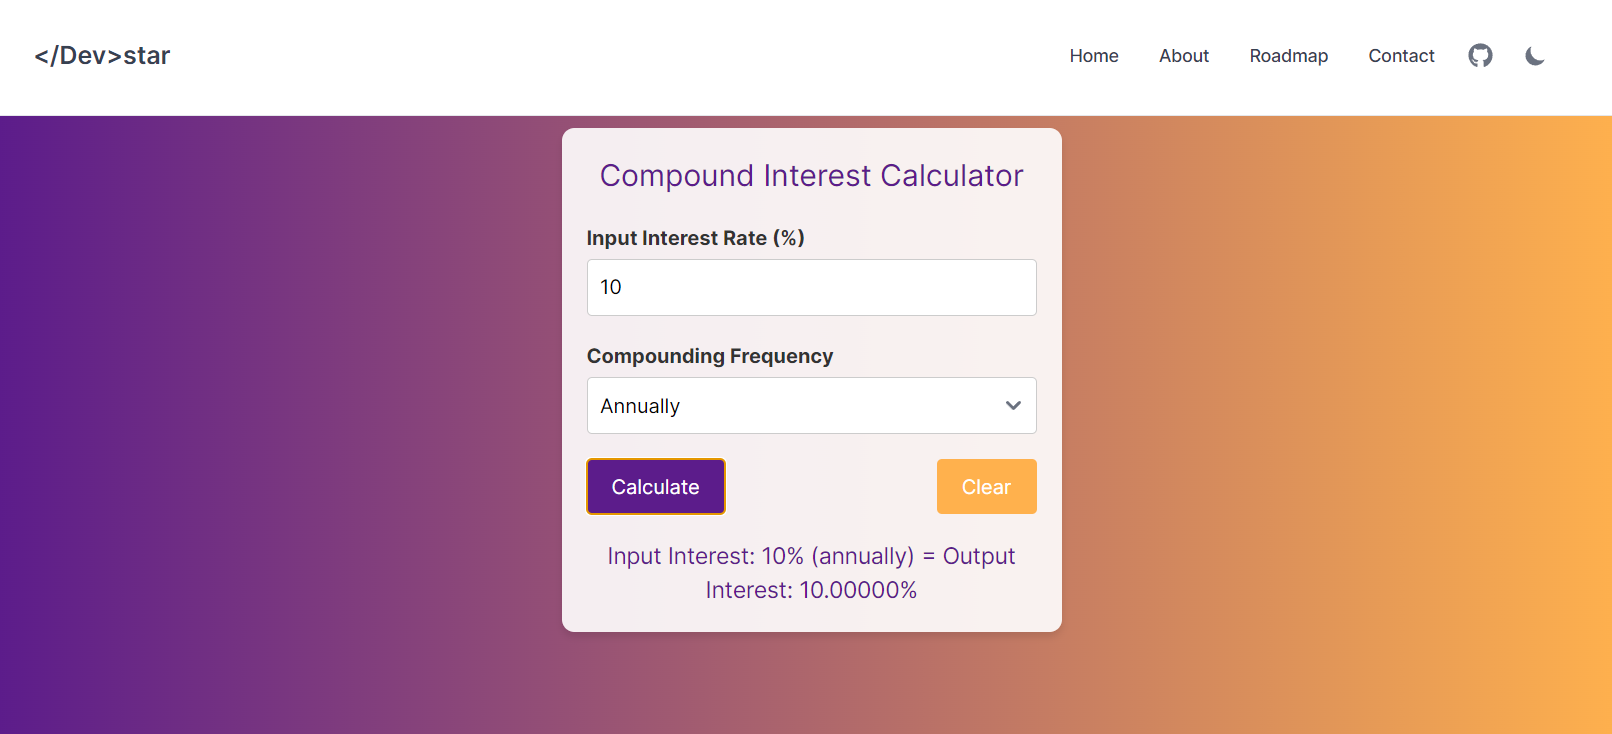 </Dev>star
Home About Roadmap Contact
Compound Interest Calculator
Input Interest Rate (%)
10
Compounding Frequency
Annually
Calculate Clear
Input Interest: 10% (annually) = Output
Interest: 10.00000%